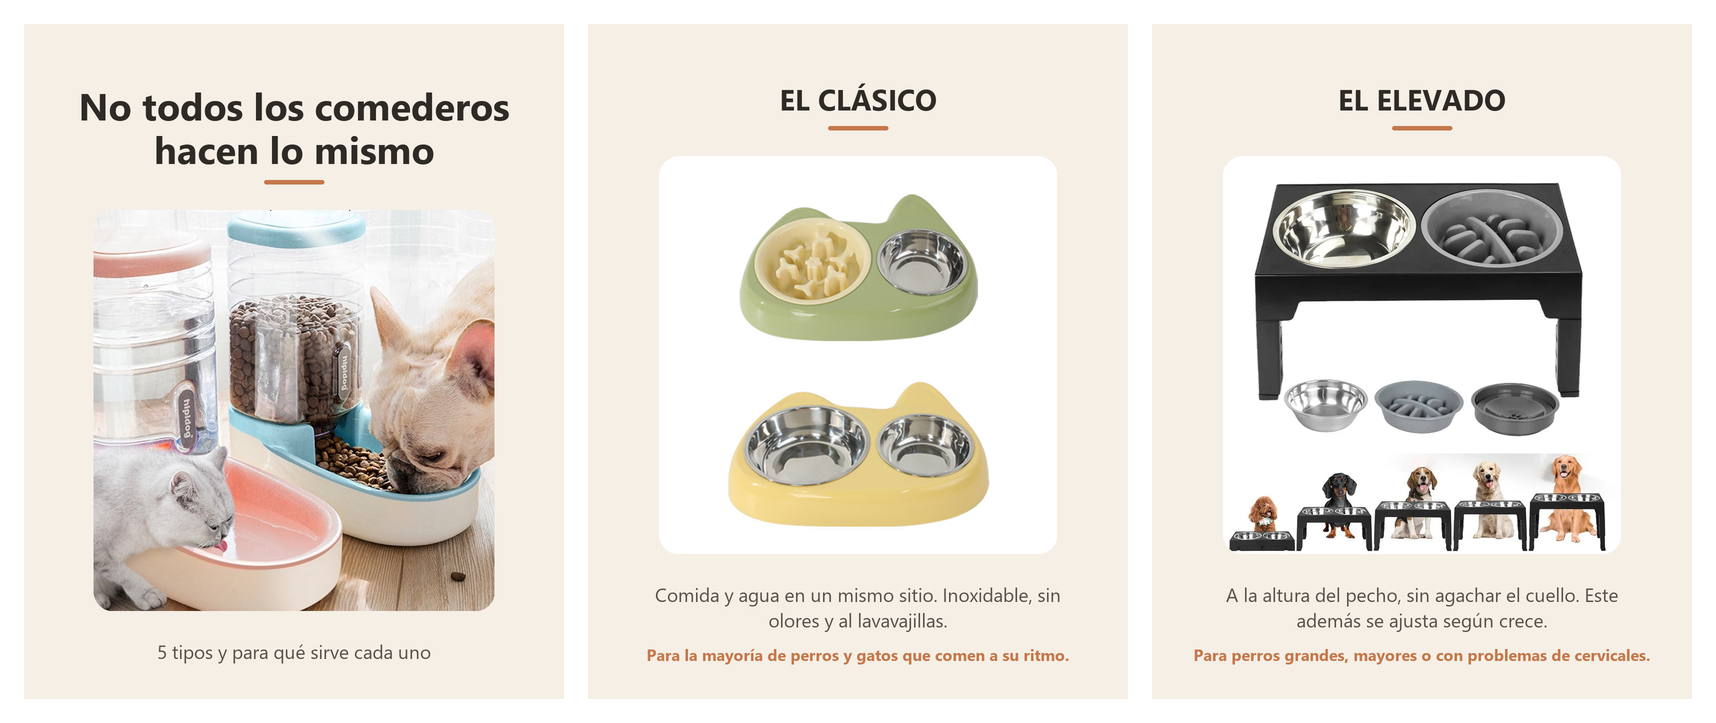 No todos los comederos
hacen lo mismo
hipidog
hipidog
5 tipos y para qué sirve cada uno
EL CLÁSICO
Comida y agua en un mismo sitio. Inoxidable, sin
olores y al lavavajillas.
Para la mayoría de perros y gatos que comen a su ritmo.
EL ELEVADO
A la altura del pecho, sin agachar el cuello. Este
además se ajusta según crece.
Para perros grandes, mayores o con problemas de cervicales.